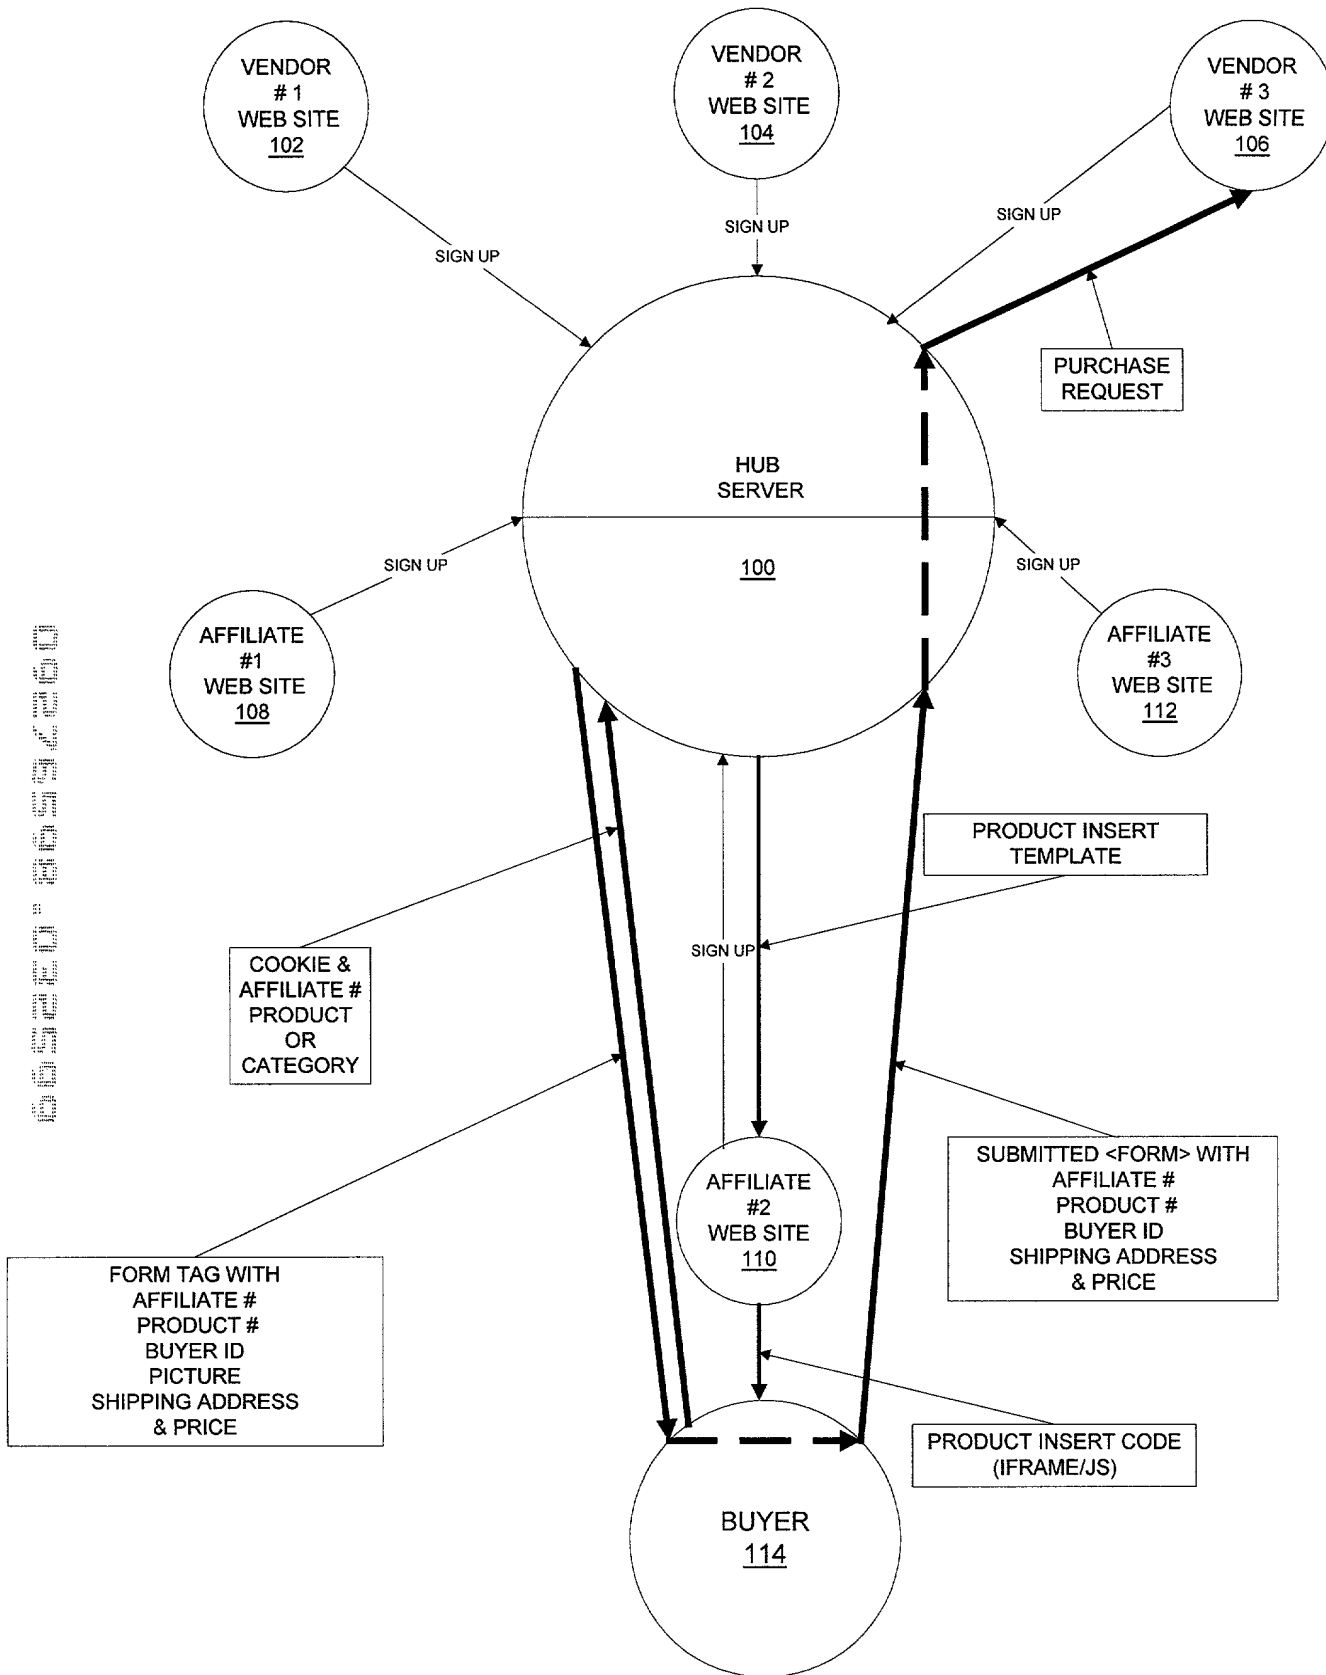 VENDOR
# 1
WEB SITE
102
VENDOR
# 2
WEB SITE
104
VENDOR
# 3
WEB SITE
106
SIGN UP
SIGN UP
SIGN UP
PURCHASE
REQUEST
HUB
SERVER
100
SIGN UP
SIGN UP
AFFILIATE
#1
WEB SITE
108
AFFILIATE
#3
WEB SITE
112
PRODUCT INSERT
TEMPLATE
SIGN UP
COOKIE &
AFFILIATE #
PRODUCT
OR
CATEGORY
AFFILIATE
#2
WEB SITE
110
SUBMITTED <FORM> WITH
AFFILIATE #
PRODUCT #
BUYER ID
SHIPPING ADDRESS
& PRICE
FORM TAG WITH
AFFILIATE #
PRODUCT #
BUYER ID
PICTURE
SHIPPING ADDRESS
& PRICE
PRODUCT INSERT CODE
(IFRAME/JS)
BUYER
114